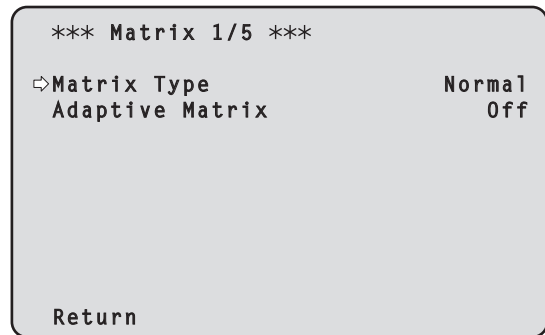 *** Matrix 1/5 ***
⇨Matrix Type Normal
Adaptive Matrix Off
Return